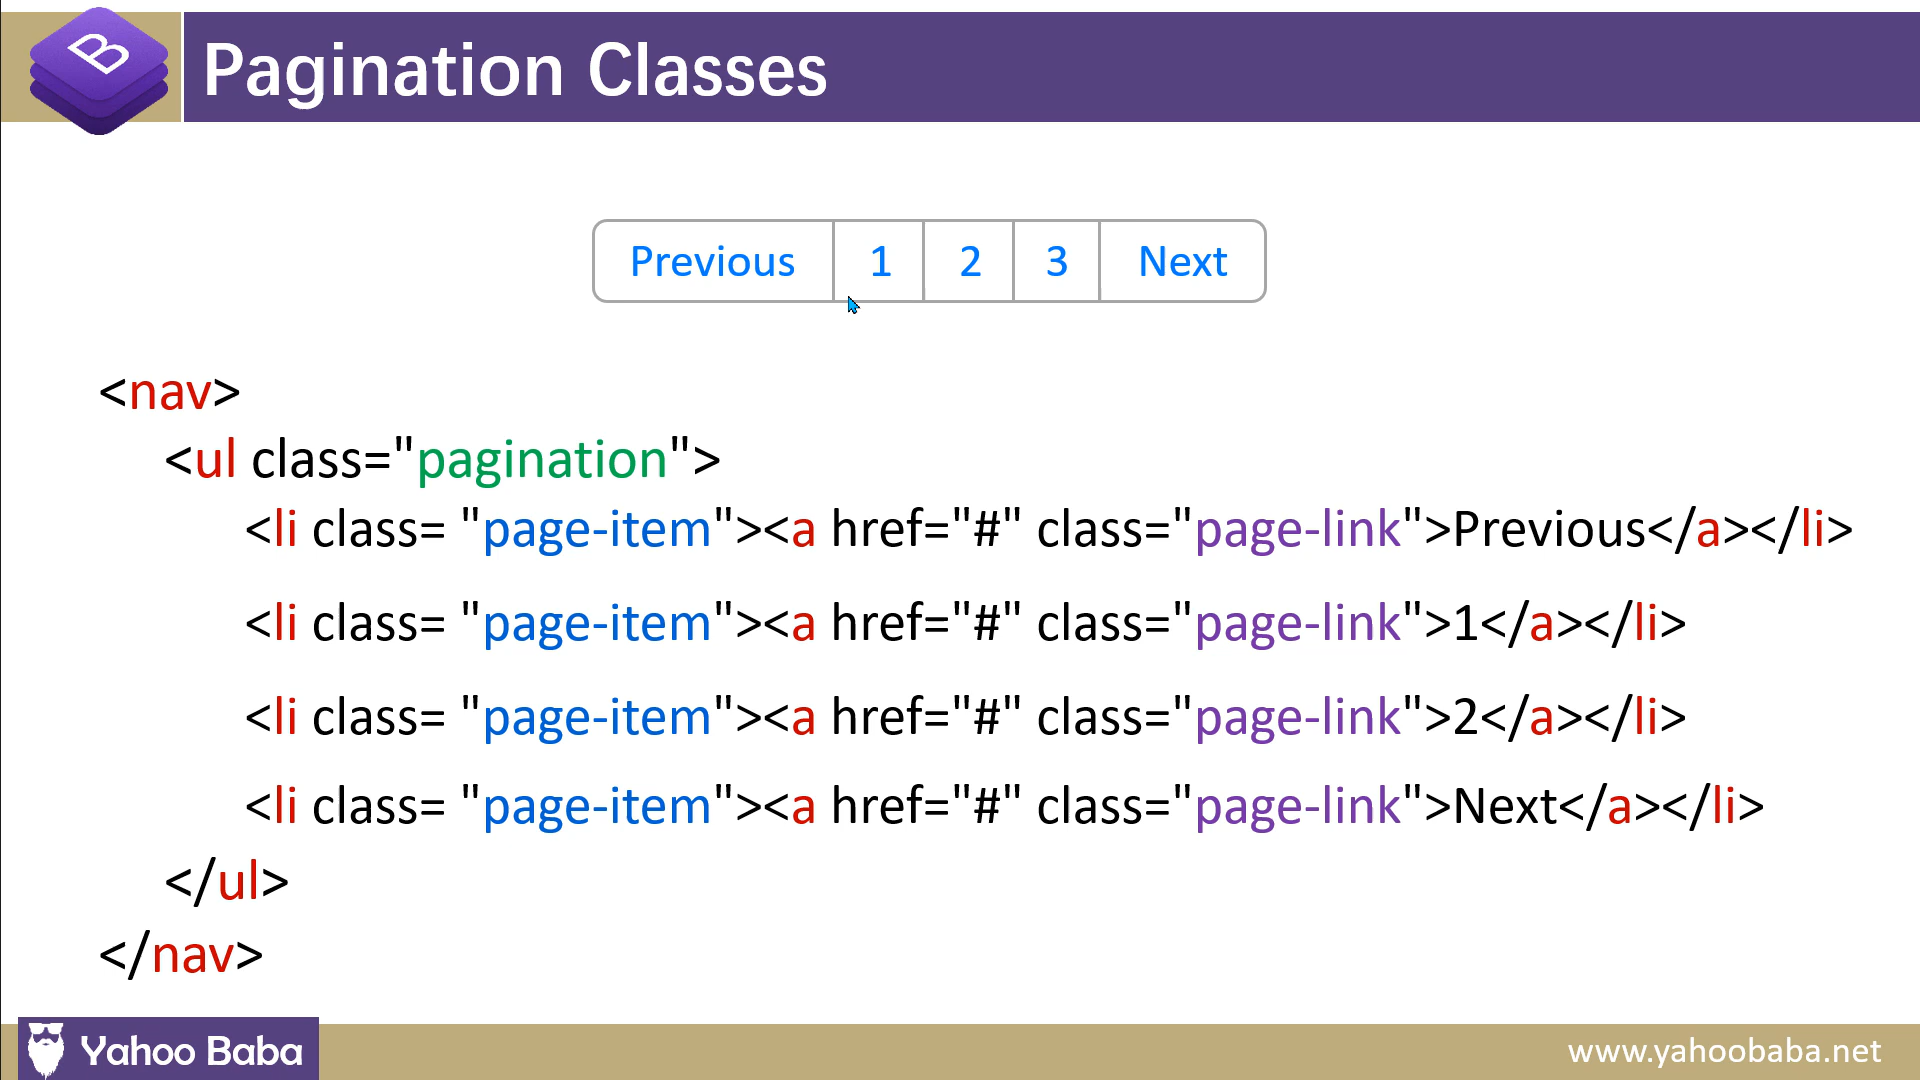 B
Pagination Classes
Previous 1 2 3 Next
<nav>
<ul class="pagination">
<li class= "page-item"><a href="#" class="page-link">Previous</a></li>
<li class= "page-item"><a href="#" class="page-link">1</a></li>
<li class= "page-item"><a href="#" class="page-link">2</a></li>
<li class= "page-item"><a href="#" class="page-link">Next</a></li>
</ul>
</nav>
Yahoo Baba
www.yahoobaba.net